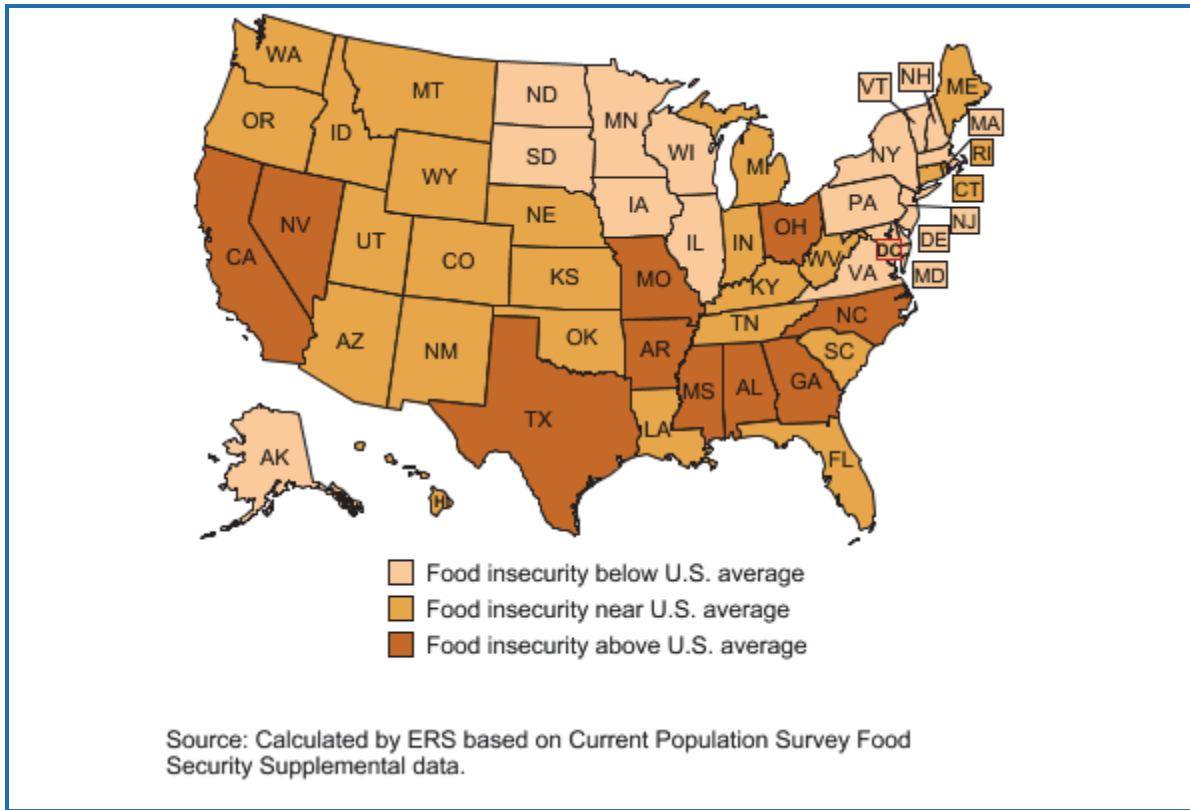 WA
MT
ND
MN
VT
NH
ME
OR
ID
MA
SD
WI
NY
RI
WY
MI
CT
IA
PA
NE
NJ
NV
OH
DE
UT
IL
IN
CA
CO
WV
DC
MD
KS
MO
VA
KY
NC
TN
AZ
OK
NM
AR
SC
MS
AL
GA
TX
LA
AK
FL
H
Food insecurity below U.S. average
Food insecurity near U.S. average
Food insecurity above U.S. average
Source: Calculated by ERS based on Current Population Survey Food
Security Supplemental data.